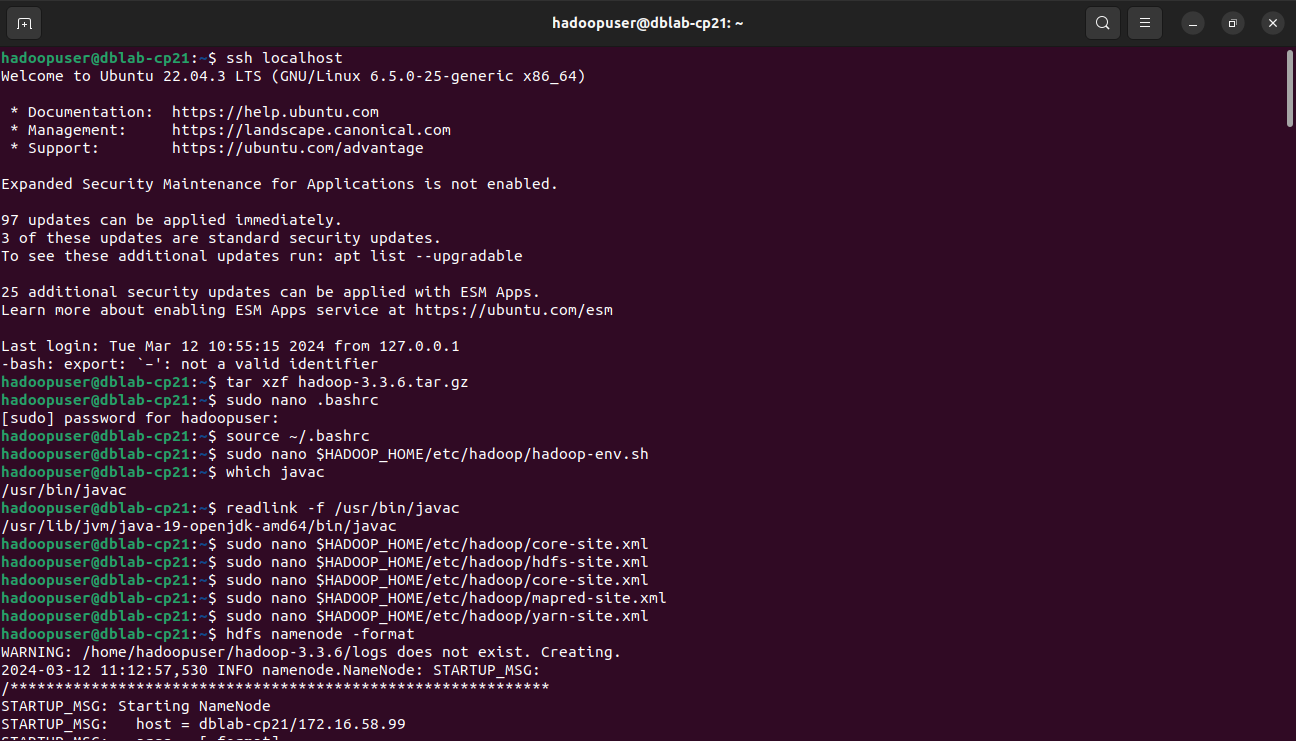 hadoopuser@dblab-cp21: ~
hadoopuser@dblab-cp21:~$ ssh localhost
Welcome to Ubuntu 22.04.3 LTS (GNU/Linux 6.5.0-25-generic x86_64)
* Documentation:  https://help.ubuntu.com
* Management:     https://landscape.canonical.com
* Support:        https://ubuntu.com/advantage
Expanded Security Maintenance for Applications is not enabled.
97 updates can be applied immediately.
3 of these updates are standard security updates.
To see these additional updates run: apt list --upgradable
25 additional security updates can be applied with ESM Apps.
Learn more about enabling ESM Apps service at https://ubuntu.com/esm
Last login: Tue Mar 12 10:55:15 2024 from 127.0.0.1
-bash: export: `–': not a valid identifier
hadoopuser@dblab-cp21:~$ tar xzf hadoop-3.3.6.tar.gz
hadoopuser@dblab-cp21:~$ sudo nano .bashrc
[sudo] password for hadoopuser:
hadoopuser@dblab-cp21:~$ source ~/.bashrc
hadoopuser@dblab-cp21:~$ sudo nano $HADOOP_HOME/etc/hadoop/hadoop-env.sh
hadoopuser@dblab-cp21:~$ which javac
/usr/bin/javac
hadoopuser@dblab-cp21:~$ readlink -f /usr/bin/javac
/usr/lib/jvm/java-19-openjdk-amd64/bin/javac
hadoopuser@dblab-cp21:~$ sudo nano $HADOOP_HOME/etc/hadoop/core-site.xml
hadoopuser@dblab-cp21:~$ sudo nano $HADOOP_HOME/etc/hadoop/hdfs-site.xml
hadoopuser@dblab-cp21:~$ sudo nano $HADOOP_HOME/etc/hadoop/core-site.xml
hadoopuser@dblab-cp21:~$ sudo nano $HADOOP_HOME/etc/hadoop/mapred-site.xml
hadoopuser@dblab-cp21:~$ sudo nano $HADOOP_HOME/etc/hadoop/yarn-site.xml
hadoopuser@dblab-cp21:~$ hdfs namenode -format
WARNING: /home/hadoopuser/hadoop-3.3.6/logs does not exist. Creating.
2024-03-12 11:12:57,530 INFO namenode.NameNode: STARTUP_MSG:
/************************************************************
STARTUP_MSG: Starting NameNode
STARTUP_MSG:   host = dblab-cp21/172.16.58.99